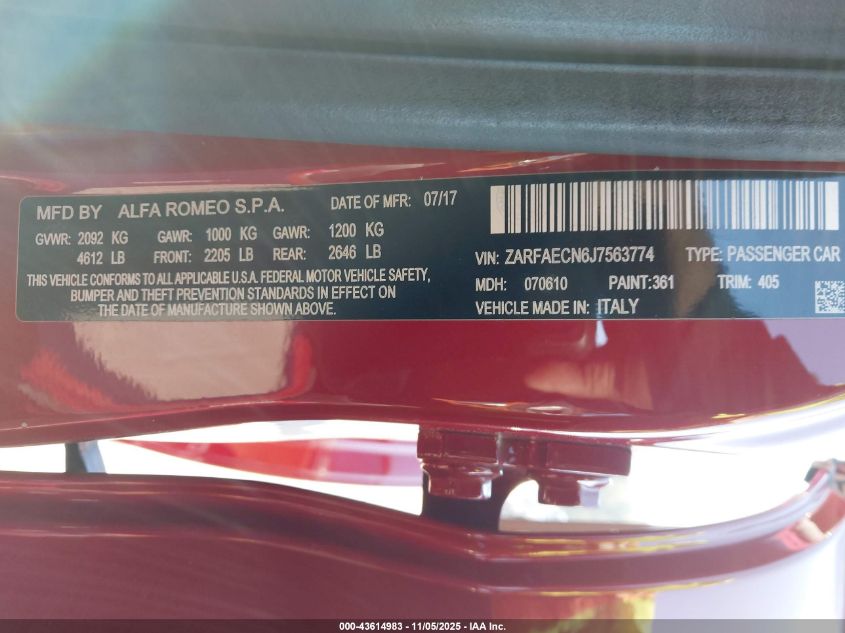 MFD BY ALFA ROMEO S.P.A. DATE OF MFR: 07/17
GVWR: 2092 KG GAWR: 1000 KG GAWR: 1200 KG
4612 LB FRONT: 2205 LB REAR: 2646 LB
THIS VEHICLE CONFORMS TO ALL APPLICABLE U.S.A. FEDERAL MOTOR VEHICLE SAFETY,
BUMPER AND THEFT PREVENTION STANDARDS IN EFFECT ON
THE DATE OF MANUFACTURE SHOWN ABOVE.
VIN: ZARFAECN6J7563774 TYPE: PASSENGER CAR
MDH: 070610 PAINT:361 TRIM: 405
VEHICLE MADE IN: ITALY
000-43614983 - 11/05/2025 - IAA Inc.